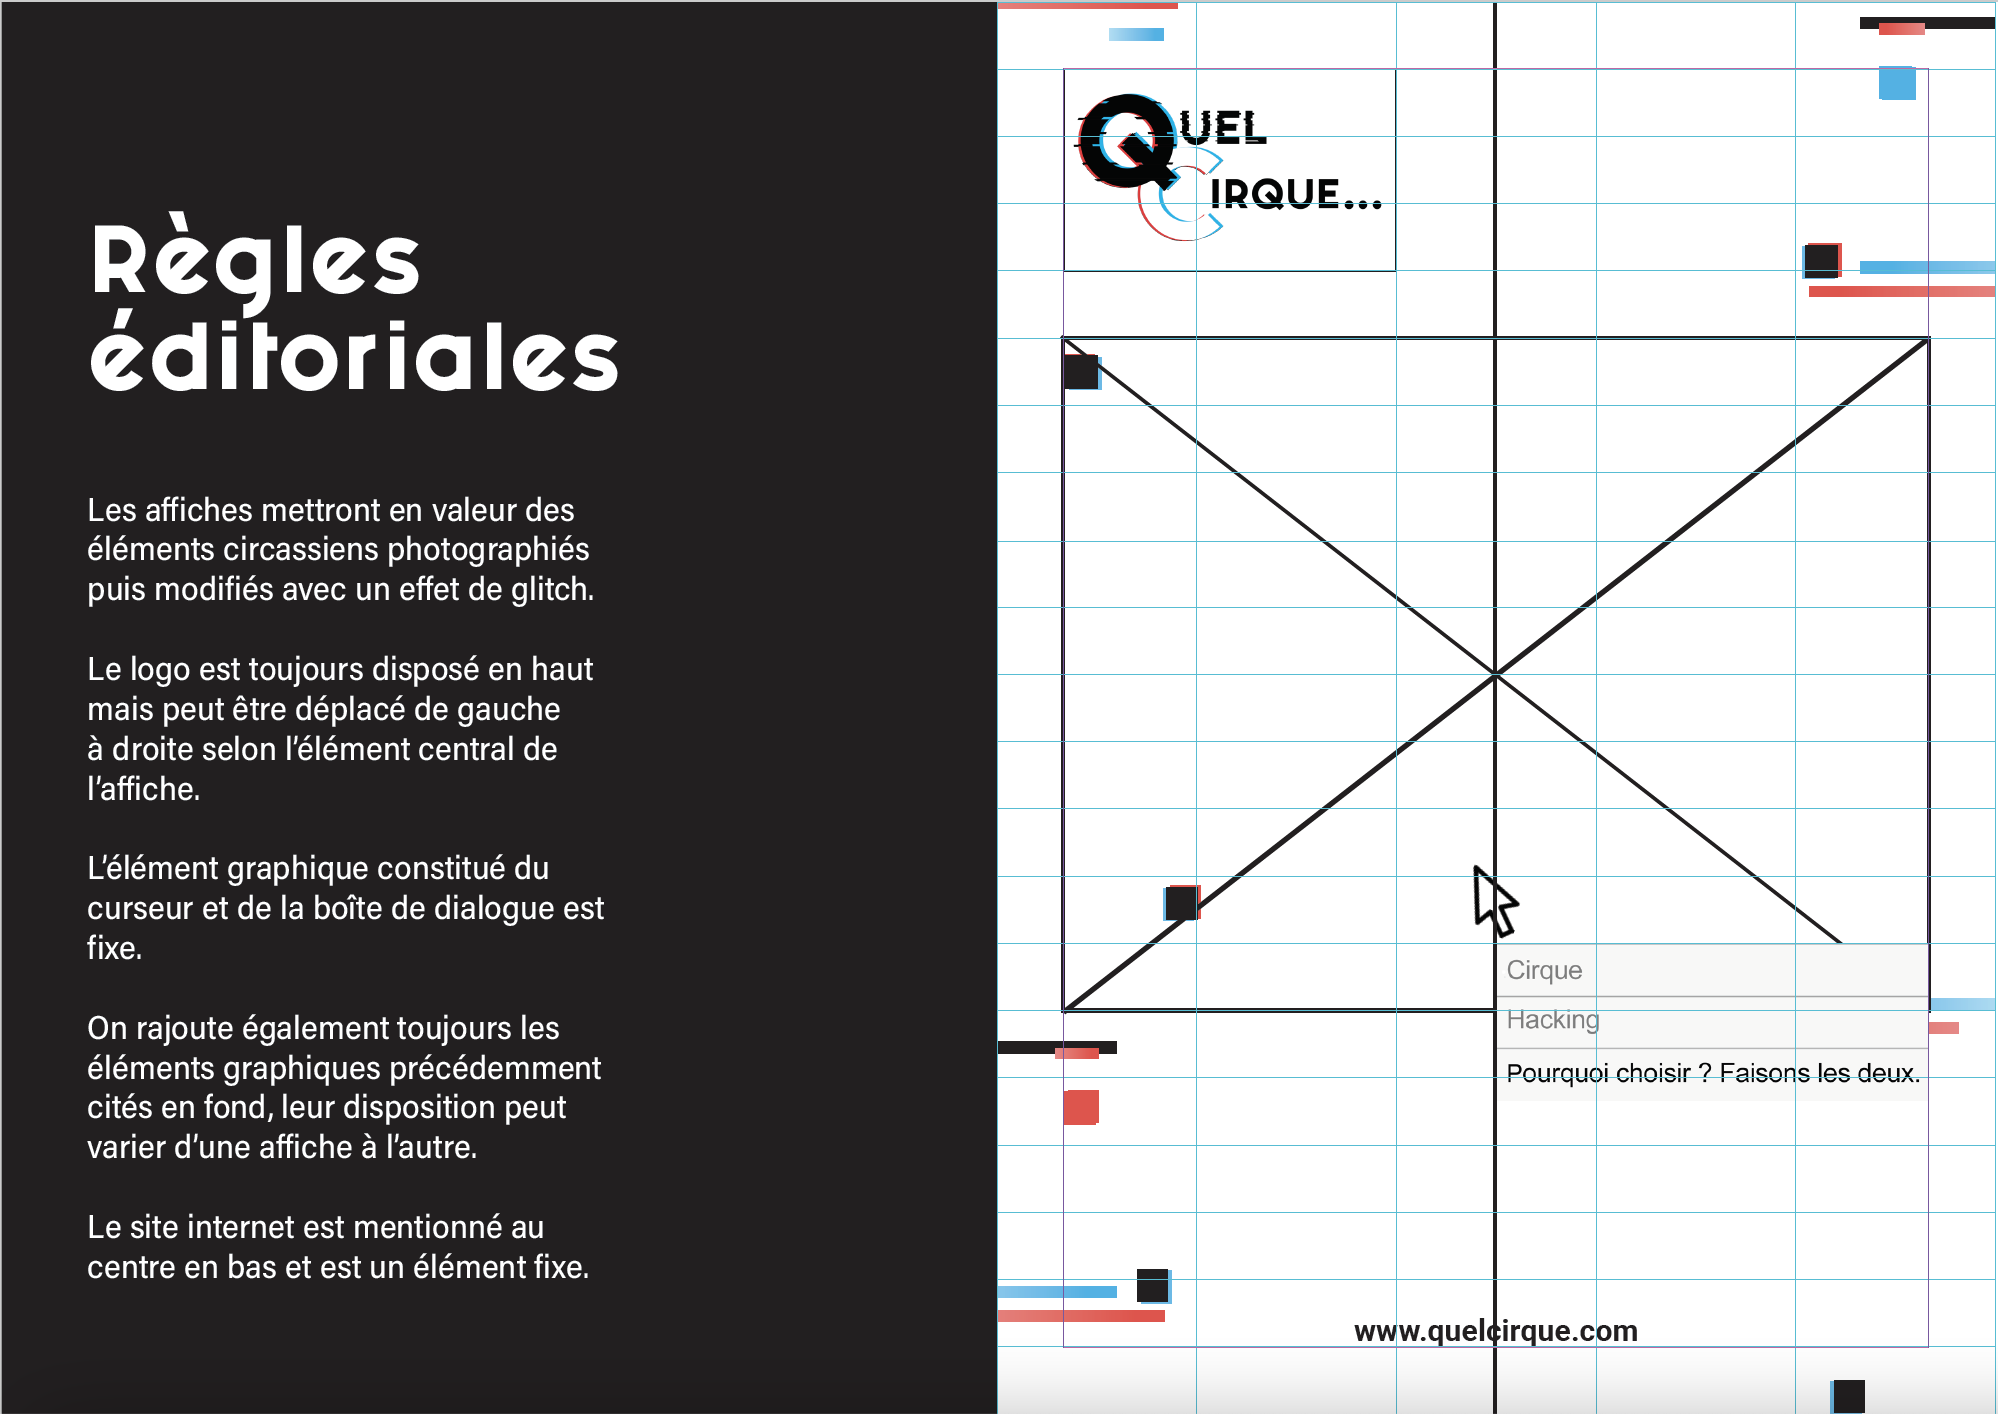 Règles
éditoriales
Les affiches mettront en valeur des
éléments circassiens photographiés
puis modifiés avec un effet de glitch.
Le logo est toujours disposé en haut
mais peut être déplacé de gauche
à droite selon l'élément central de
l'affiche.
L'élément graphique constitué du
curseur et de la boîte de dialogue est
fixe.
On rajoute également toujours les
éléments graphiques précédemment
cités en fond, leur disposition peut
varier d'une affiche à l'autre.
Le site internet est mentionné au
centre en bas et est un élément fixe.
QUEL
CIRQUE...
Cirque
Hacking
Pourquoi choisir ? Faisons les deux.
www.quelcirque.com